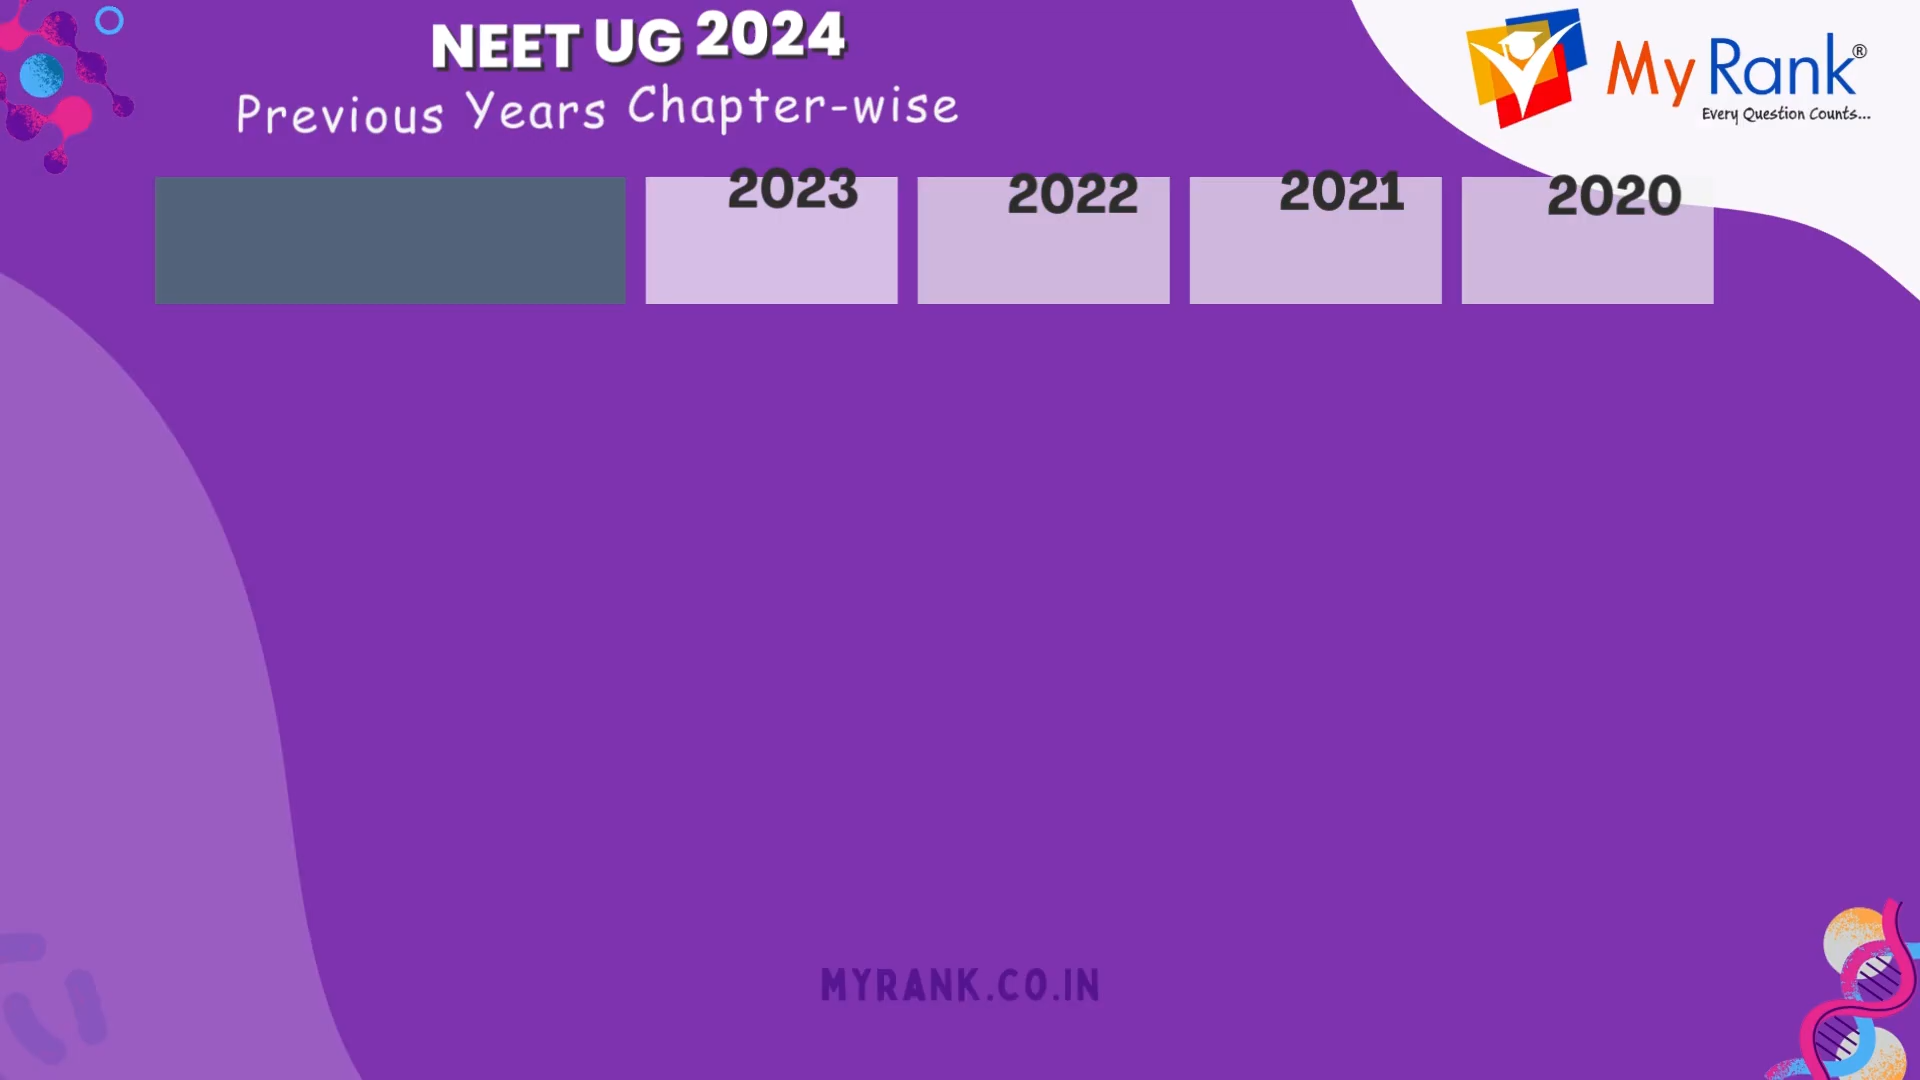 NEET UG 2024
Previous Years Chapter-wise
My Rank®
Every Question Counts...
2023 2022 2021 2020
MYRANK.CO.IN